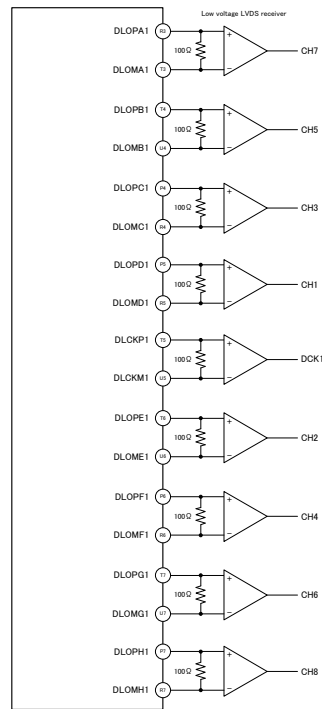 Low voltage LVDS receiver
DLOPA1 R3
100Ω + CH7
DLOMA1 T3 −
DLOPB1 T4
100Ω + CH5
DLOMB1 U4 −
DLOPC1 P4
100Ω + CH3
DLOMC1 R4 −
DLOPD1 P5
100Ω + CH1
DLOMD1 R5 −
DLCKP1 T5
100Ω + DCK1
DLCKM1 U5 −
DLOPE1 T6
100Ω + CH2
DLOME1 U6 −
DLOPF1 P6
100Ω + CH4
DLOMF1 R6 −
DLOPG1 T7
100Ω + CH6
DLOMG1 U7 −
DLOPH1 P7
100Ω + CH8
DLOMH1 R7 −